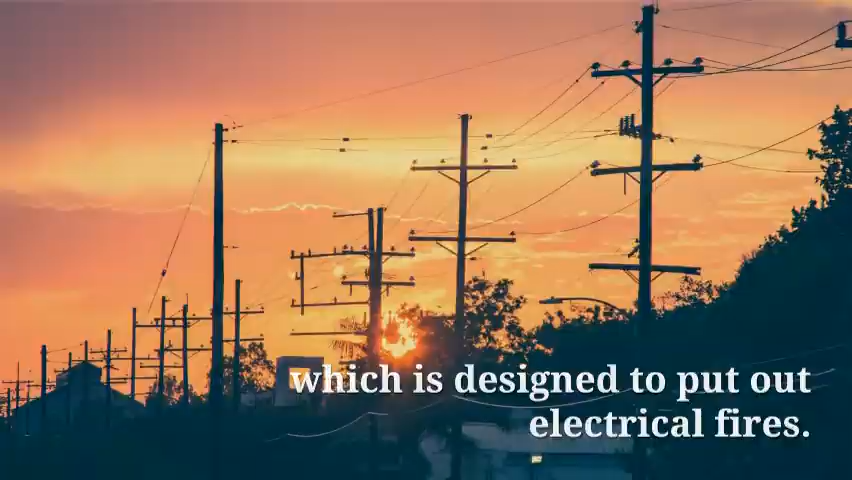 which is designed to put out
electrical fires.